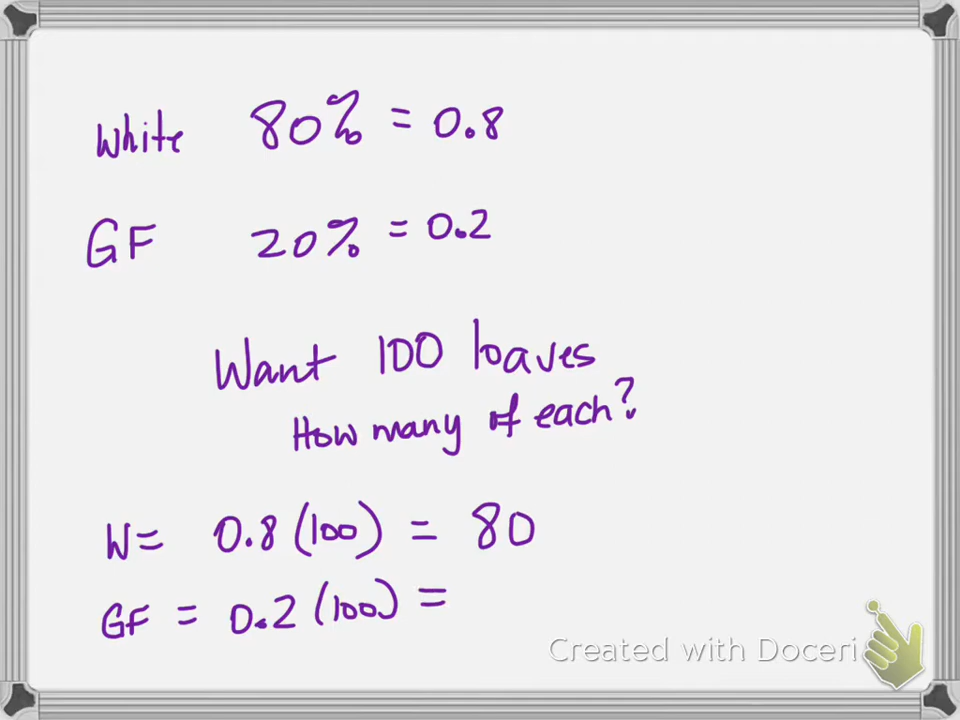 White 80% = 0.8
GF 20% = 0.2
Want 100 loaves
How many of each?
W = 0.8 (100) = 80
GF = 0.2 (100) =
Created with Doceri